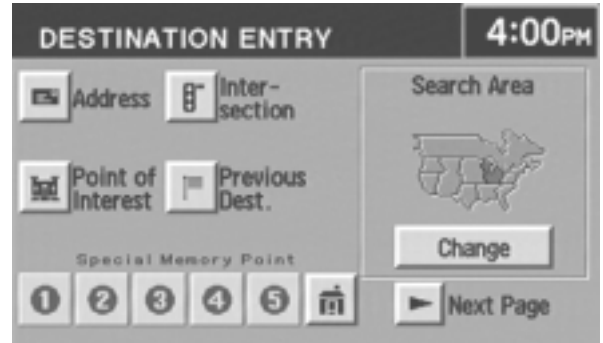 DESTINATION ENTRY
4:00PM
Address
Inter-
section
Search Area
Point of
Interest
Previous
Dest.
Change
Special Memory Point
1 2 3 4 5
Next Page